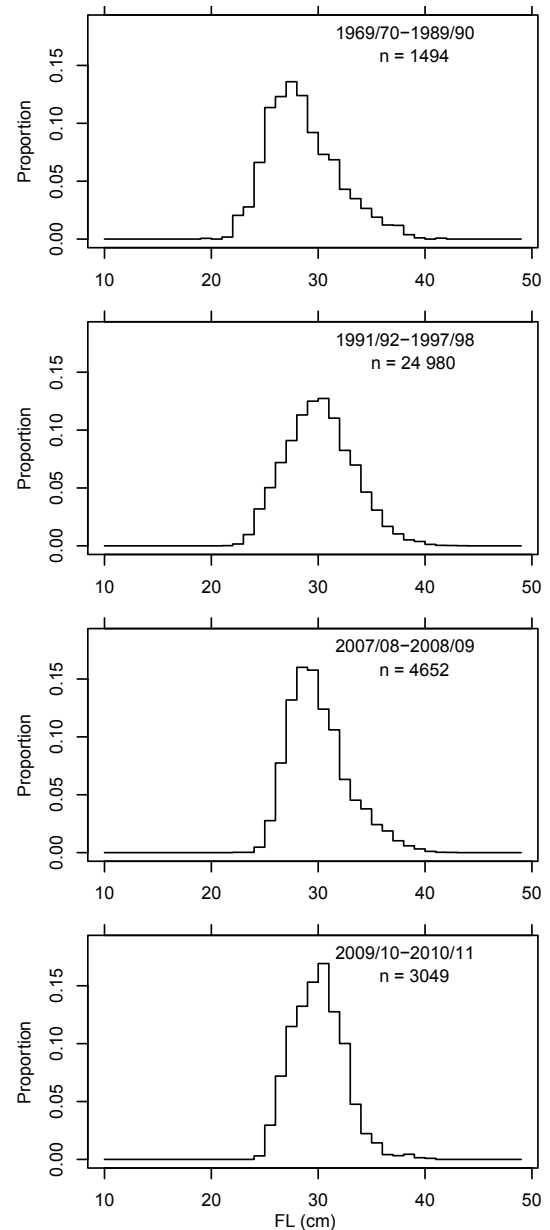 1969/70−1989/90
n = 1494
Proportion
0.00 0.05 0.10 0.15
10 20 30 40 50
1991/92−1997/98
n = 24 980
Proportion
0.00 0.05 0.10 0.15
10 20 30 40 50
2007/08−2008/09
n = 4652
Proportion
0.00 0.05 0.10 0.15
10 20 30 40 50
2009/10−2010/11
n = 3049
Proportion
0.00 0.05 0.10 0.15
10 20 30 40 50
FL (cm)